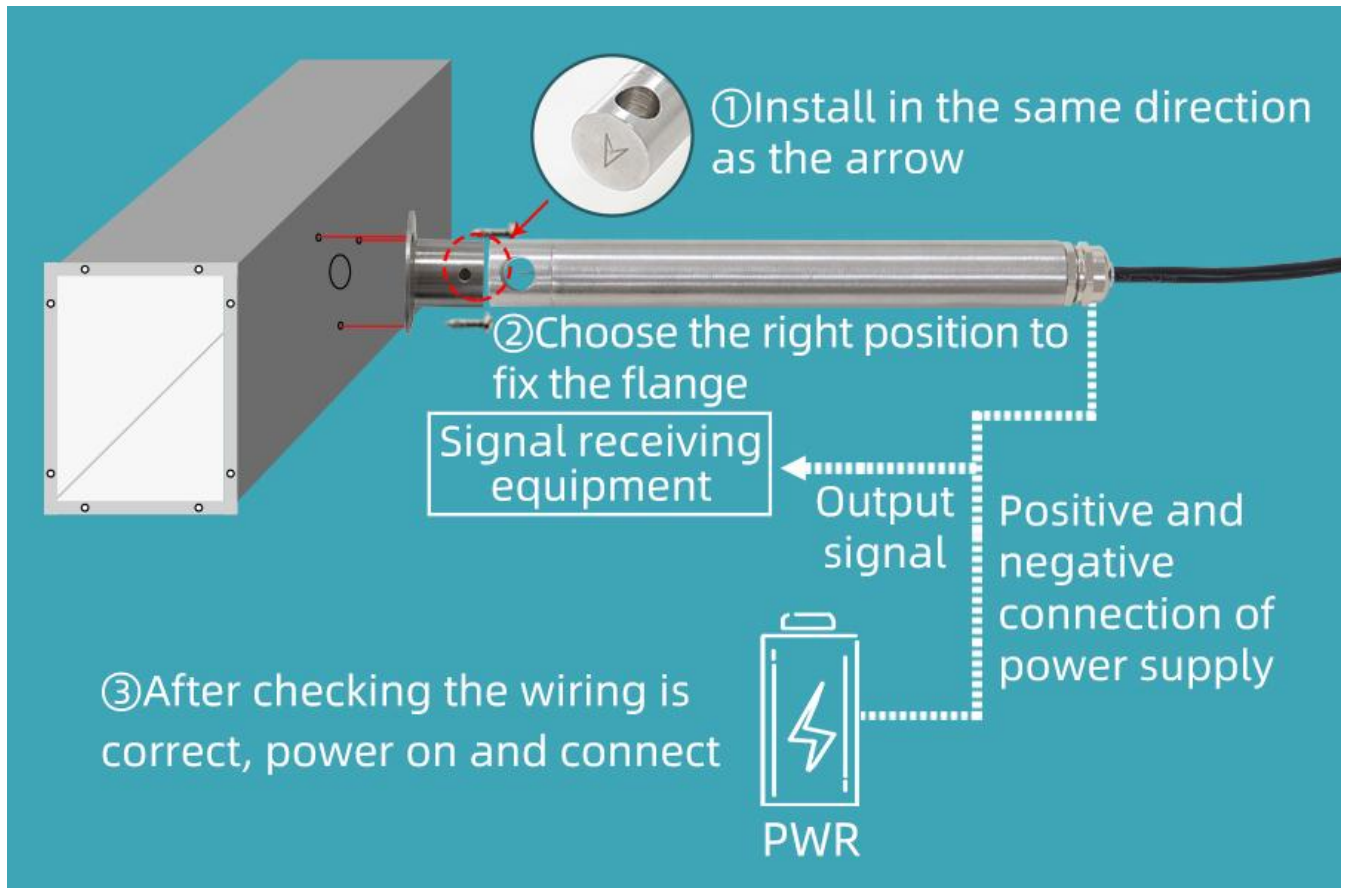 ①Install in the same direction
as the arrow
②Choose the right position to
fix the flange
Signal receiving
equipment
Output
signal
Positive and
negative
connection of
power supply
③After checking the wiring is
correct, power on and connect
PWR